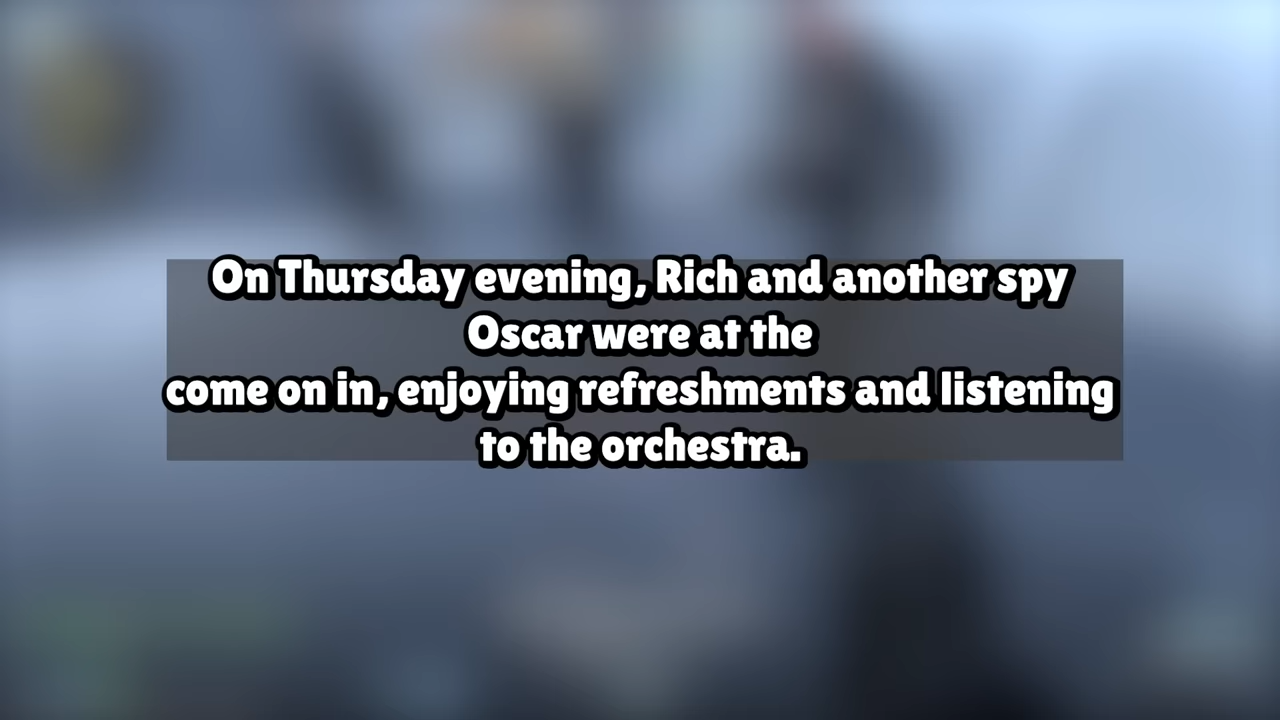 On Thursday evening, Rich and another spy
Oscar were at the
come on in, enjoying refreshments and listening
to the orchestra.